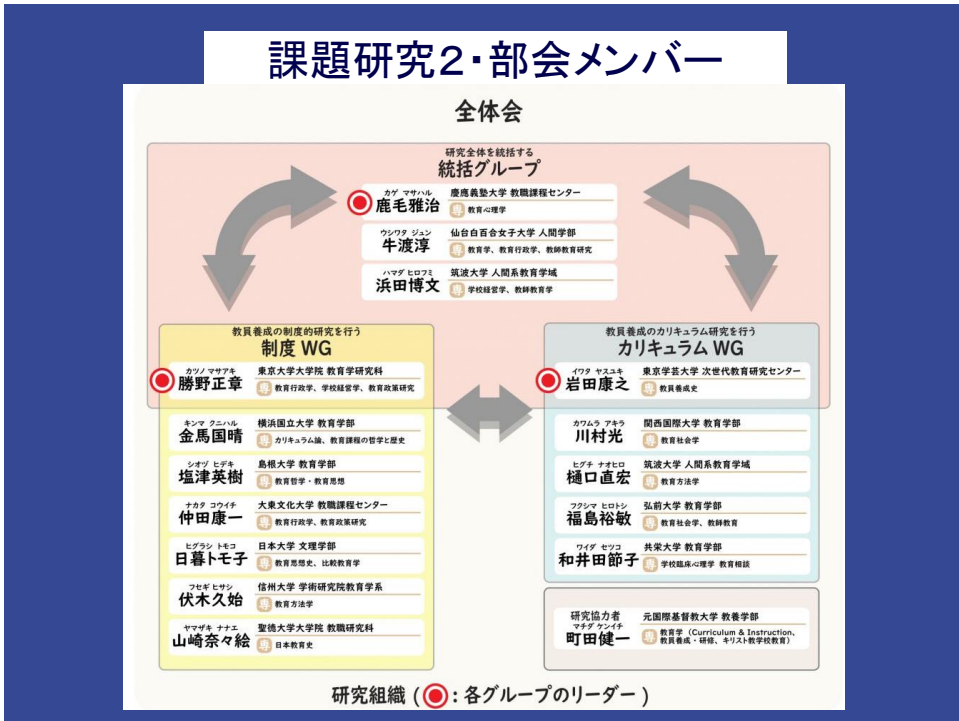 課題研究2・部会メンバー
全体会
研究全体を統括する
統括グループ
カゲ マサハル
鹿毛雅治
慶應義塾大学 教職課程センター
専 教育心理学
ウシワタ ジュン
牛渡淳
仙台白百合女子大学 人間学部
専 教育学、教育行政学、教師教育研究
ハマダ ヒロフミ
浜田博文
筑波大学 人間系教育学域
専 学校経営学、教師教育学
教員養成の制度的研究を行う
制度 WG
カツノ マサアキ
勝野正章
東京大学大学院 教育学研究科
専 教育行政学、学校経営学、教育政策研究
キンマ クニハル
金馬国晴
横浜国立大学 教育学部
専 カリキュラム論、教育課程の哲学と歴史
シオヅ ヒデキ
塩津英樹
島根大学 教育学部
専 教育哲学・教育思想
ナカタ コウイチ
仲田康一
大東文化大学 教職課程センター
専 教育行政学、教育政策研究
ヒグラシ トモコ
日暮トモ子
日本大学 文理学部
専 教育思想史、比較教育学
フセギ ヒサシ
伏木久始
信州大学 学術研究院教育学系
専 教育方法学
ヤマザキ ナナエ
山崎奈々絵
聖徳大学大学院 教職研究科
専 日本教育史
教員養成のカリキュラム研究を行う
カリキュラム WG
イワタ ヤスユキ
岩田康之
東京学芸大学 次世代教育研究センター
専 教員養成史
カワムラ アキラ
川村光
関西国際大学 教育学部
専 教育社会学
ヒグチ ナオヒロ
樋口直宏
筑波大学 人間系教育学域
専 教育方法学
フクシマ ヒロトシ
福島裕敏
弘前大学 教育学部
専 教育社会学、教師教育
ワイダ セツコ
和井田節子
共栄大学 教育学部
専 学校臨床心理学 教育相談
研究協力者
マチダ ケンイチ
町田健一
元国際基督教大学 教養学部
専 教育学（Curriculum & Instruction、
教員養成・研修、キリスト教学校教育）
研究組織 (◉: 各グループのリーダー )